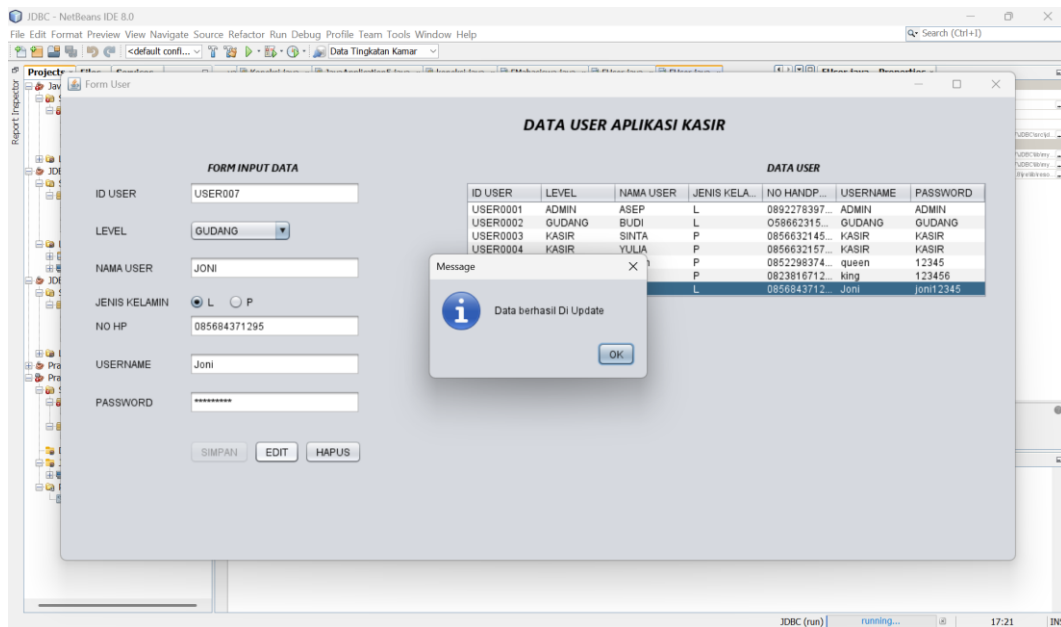 JDBC - NetBeans IDE 8.0
File Edit Format Preview View Navigate Source Refactor Run Debug Profile Team Tools Window Help
Search (Ctrl+I)
<default confi... Data Tingkatan Kamar
Projects
Report Inspector
Form User
DATA USER APLIKASI KASIR
FORM INPUT DATA
DATA USER
ID USER USER007
LEVEL GUDANG
NAMA USER JONI
JENIS KELAMIN L P
NO HP 085684371295
USERNAME Joni
PASSWORD *********
SIMPAN EDIT HAPUS
ID USER LEVEL NAMA USER JENIS KELA... NO HANDP... USERNAME PASSWORD
USER0001 ADMIN ASEP L 0892278397... ADMIN ADMIN
USER0002 GUDANG BUDI L O58662315... GUDANG GUDANG
USER0003 KASIR SINTA P 0856632145... KASIR KASIR
USER0004 KASIR YULIA P 0856632157... KASIR KASIR
P 0852298374... queen 12345
P 0823816712... king 123456
L 0856843712... Joni joni12345
Message
Data berhasil Di Update
OK
JDBC (run) running... 17:21 IN